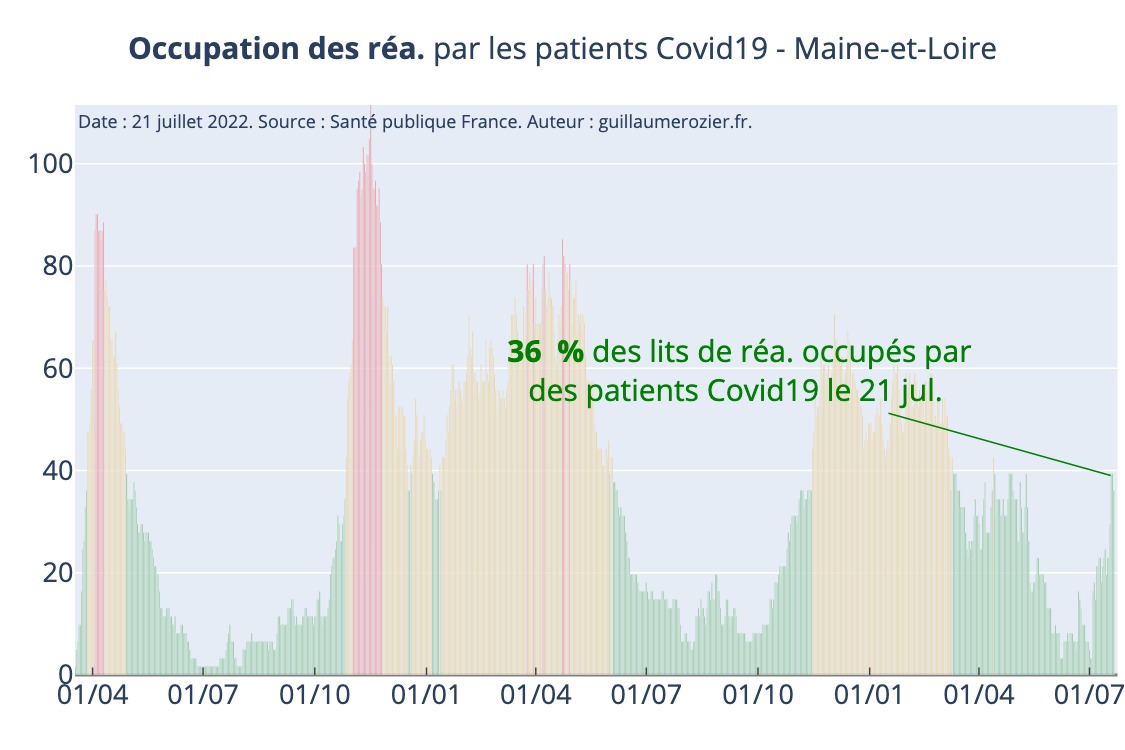 Occupation des réa. par les patients Covid19 - Maine-et-Loire
Date : 21 juillet 2022. Source : Santé publique France. Auteur : guillaumerozier.fr.
100
80
60
40
20
0
36 % des lits de réa. occupés par
des patients Covid19 le 21 jul.
01/04 01/07 01/10 01/01 01/04 01/07 01/10 01/01 01/04 01/07